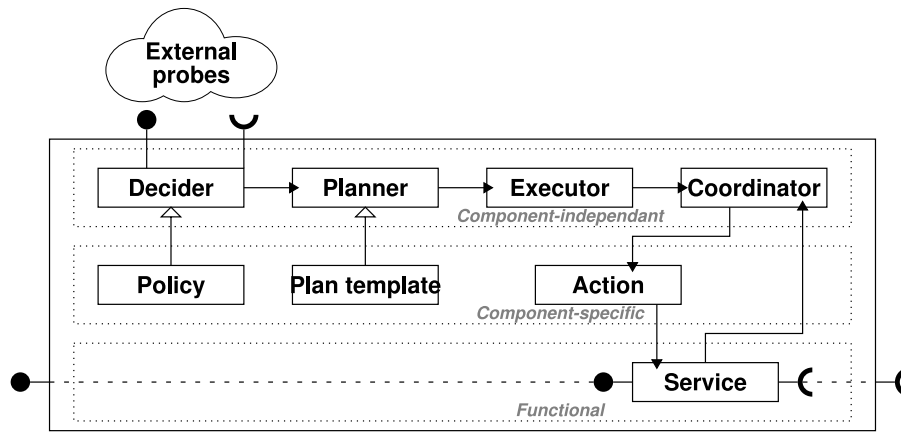 External
probes
Decider
Planner
Executor
Coordinator
Component-independant
Policy
Plan template
Action
Component-specific
Service
Functional